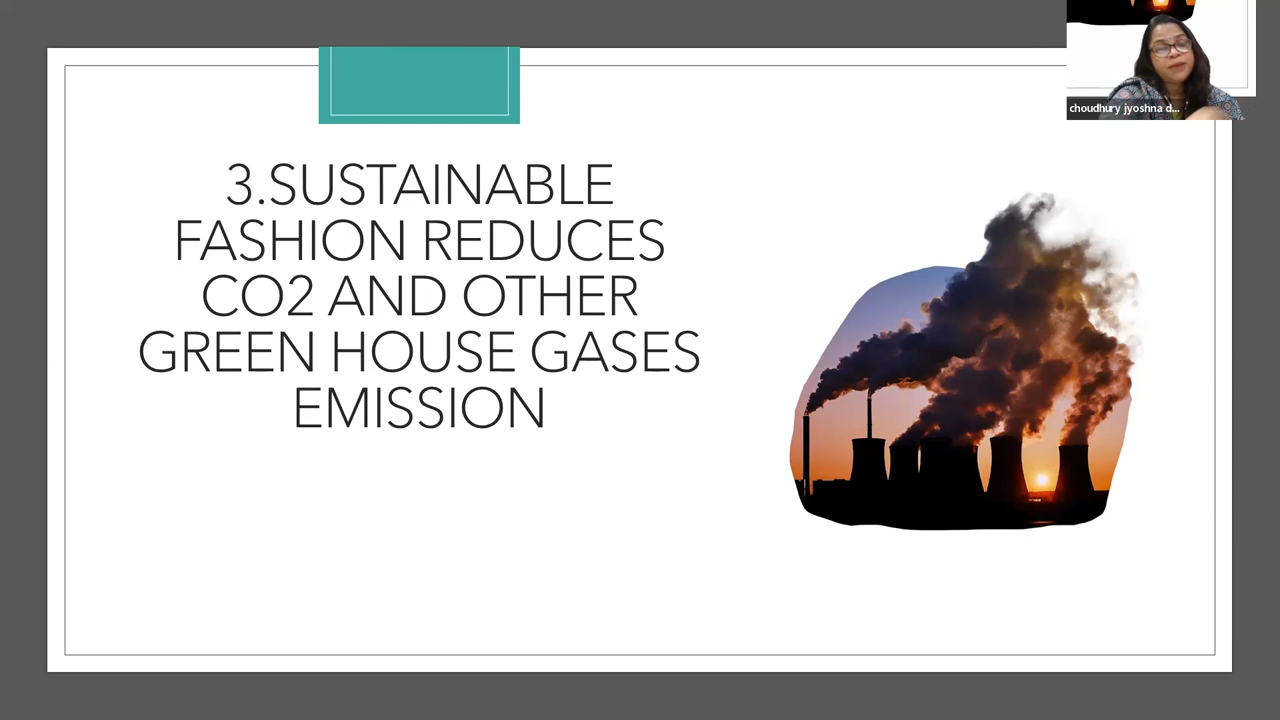 3.SUSTAINABLE
FASHION REDUCES
CO2 AND OTHER
GREEN HOUSE GASES
EMISSION
choudhury jyoshna d...